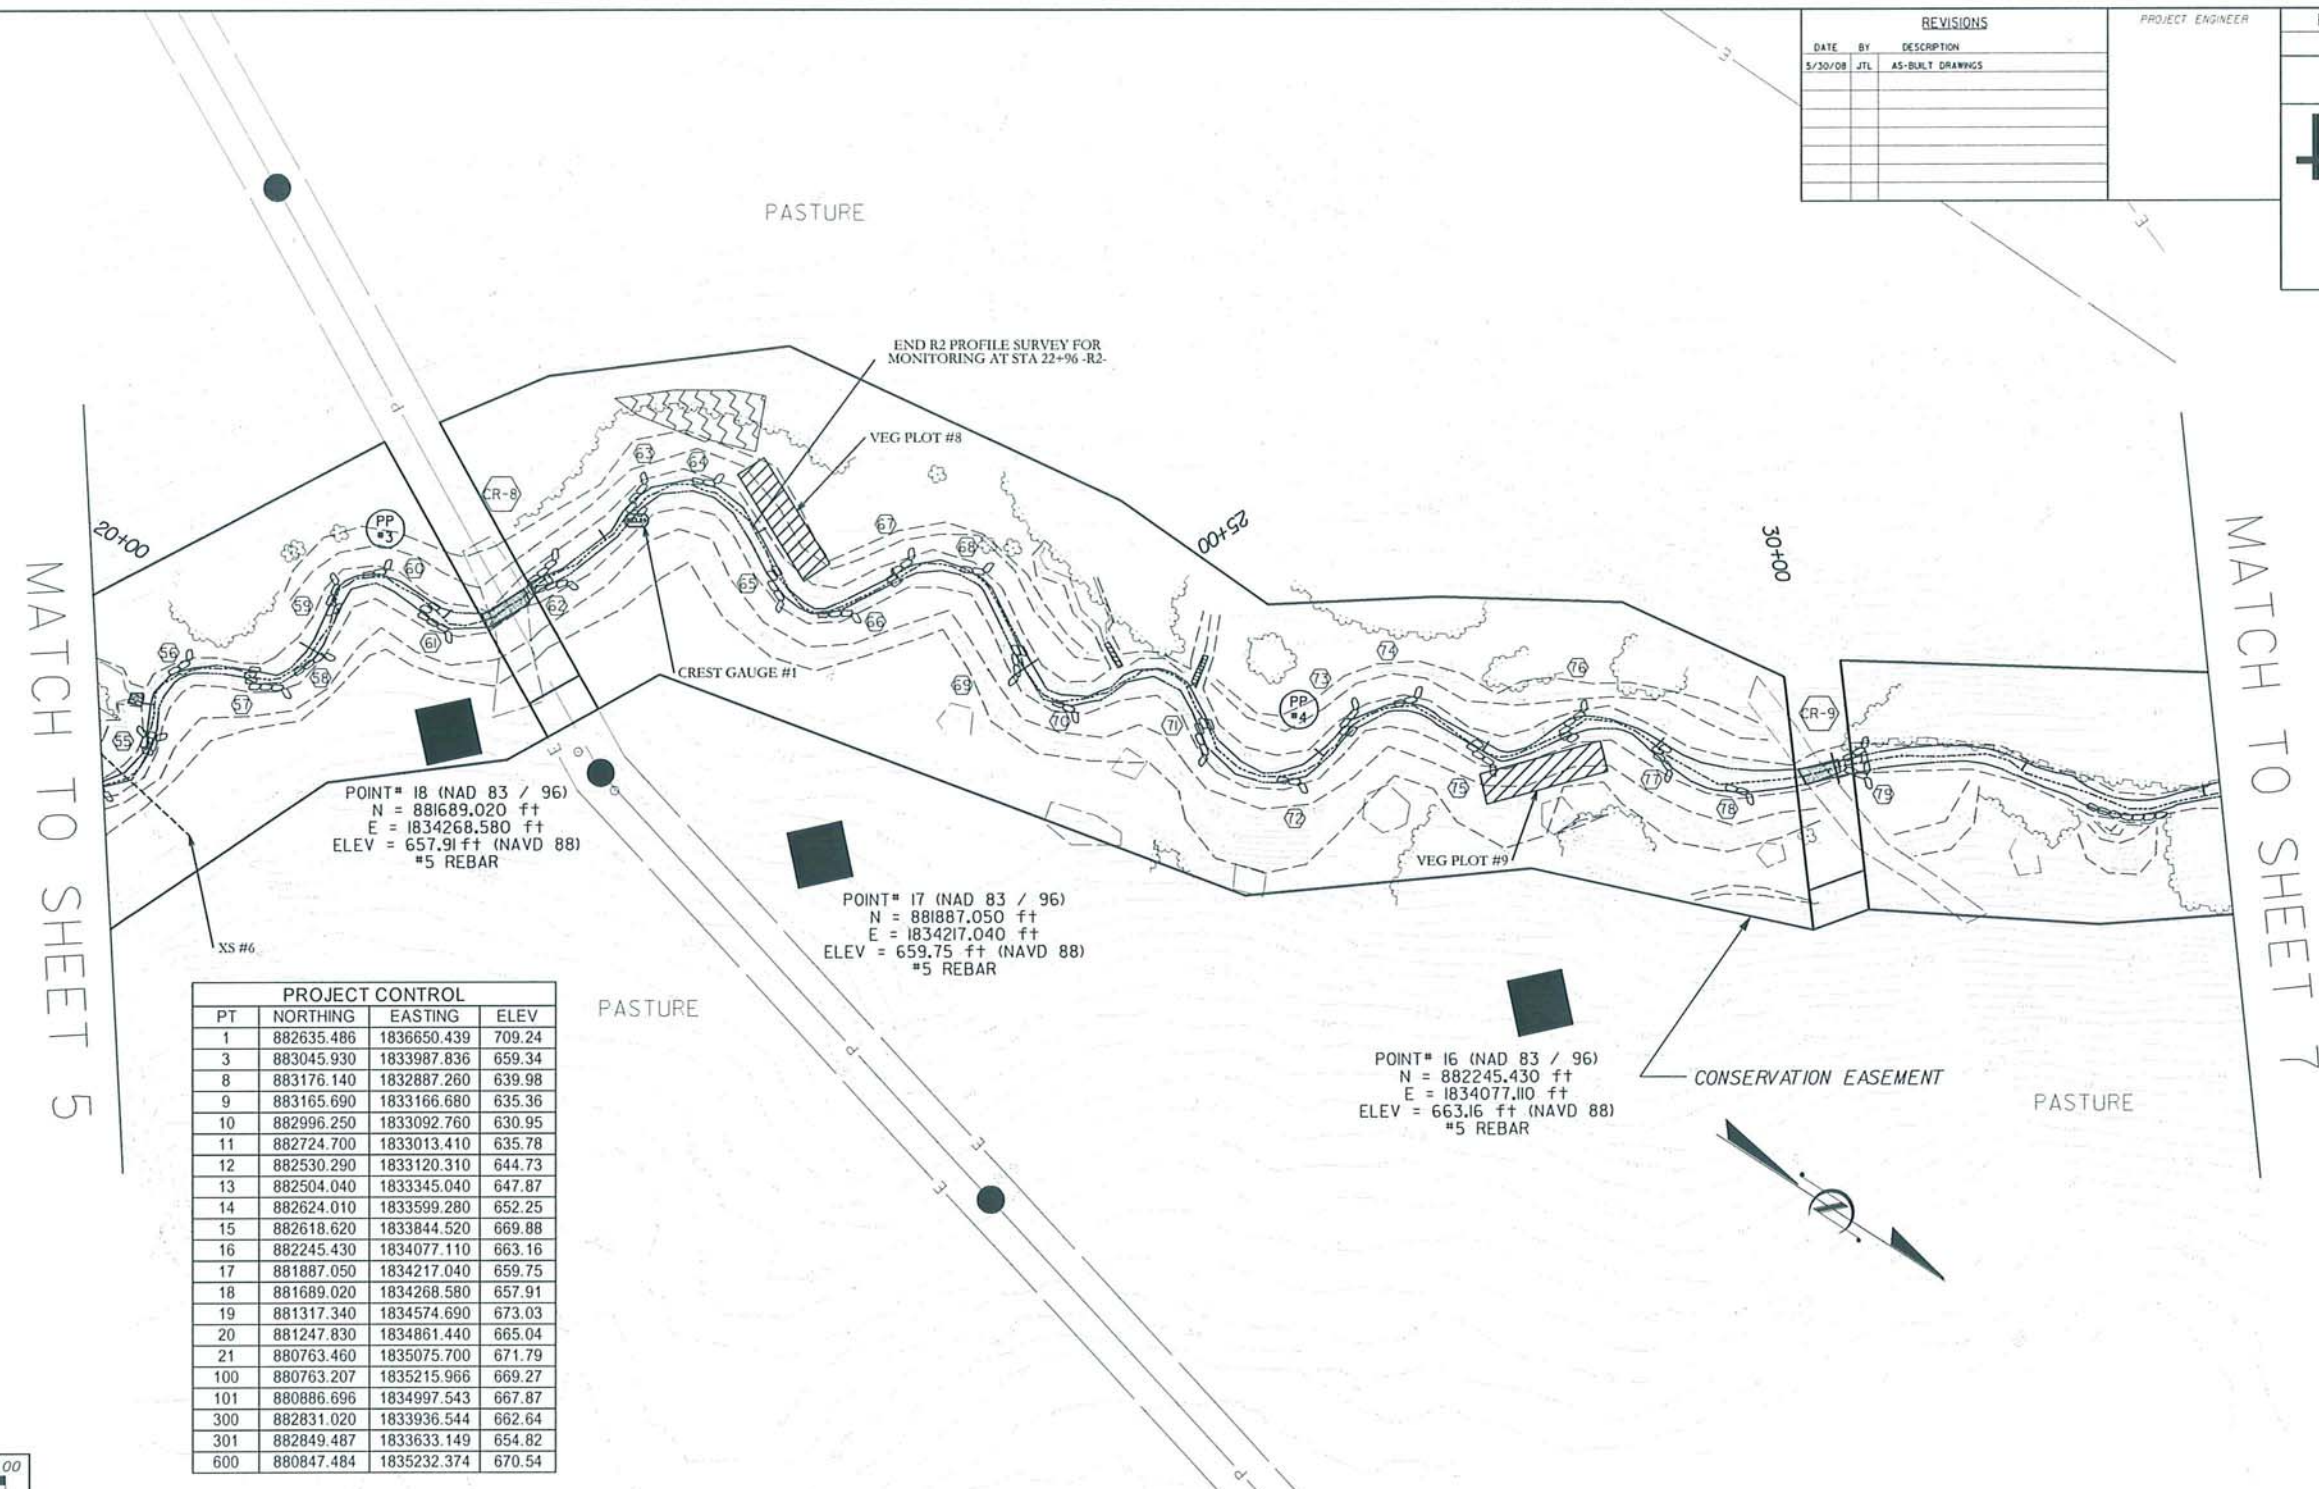 REVISIONS
DATE BY DESCRIPTION
5/30/08 JTL AS-BUILT DRAWINGS
PROJECT ENGINEER
E
E
PASTURE
END R2 PROFILE SURVEY FOR
MONITORING AT STA 22+96 -R2-
VEG PLOT #8
P
CR-8
63
64
67
68
20+00
PP
#3
60
59
62
65
66
61
56
58
57
55
25+00
30+00
CREST GAUGE #1
69
70
71
PP
#4
73
74
76
72
75
77
78
CR-9
79
VEG PLOT #9
MATCH TO SHEET 5
MATCH TO SHEET 7
E
POINT# 18 (NAD 83 / 96)
N = 881689.020 ft
E = 1834268.580 ft
ELEV = 657.91 ft (NAVD 88)
#5 REBAR
XS #6
POINT# 17 (NAD 83 / 96)
N = 881887.050 ft
E = 1834217.040 ft
ELEV = 659.75 ft (NAVD 88)
#5 REBAR
POINT# 16 (NAD 83 / 96)
N = 882245.430 ft
E = 1834077.110 ft
ELEV = 663.16 ft (NAVD 88)
#5 REBAR
CONSERVATION EASEMENT
PASTURE
PASTURE
P
E
E
P
PROJECT CONTROL
PT NORTHING EASTING ELEV
1 882635.486 1836650.439 709.24
3 883045.930 1833987.836 659.34
8 883176.140 1832887.260 639.98
9 883165.690 1833166.680 635.36
10 882996.250 1833092.760 630.95
11 882724.700 1833013.410 635.78
12 882530.290 1833120.310 644.73
13 882504.040 1833345.040 647.87
14 882624.010 1833599.280 652.25
15 882618.620 1833844.520 669.88
16 882245.430 1834077.110 663.16
17 881887.050 1834217.040 659.75
18 881689.020 1834268.580 657.91
19 881317.340 1834574.690 673.03
20 881247.830 1834861.440 665.04
21 880763.460 1835075.700 671.79
100 880763.207 1835215.966 669.27
101 880886.696 1834997.543 667.87
300 882831.020 1833936.544 662.64
301 882849.487 1833633.149 654.82
600 880847.484 1835232.374 670.54
00